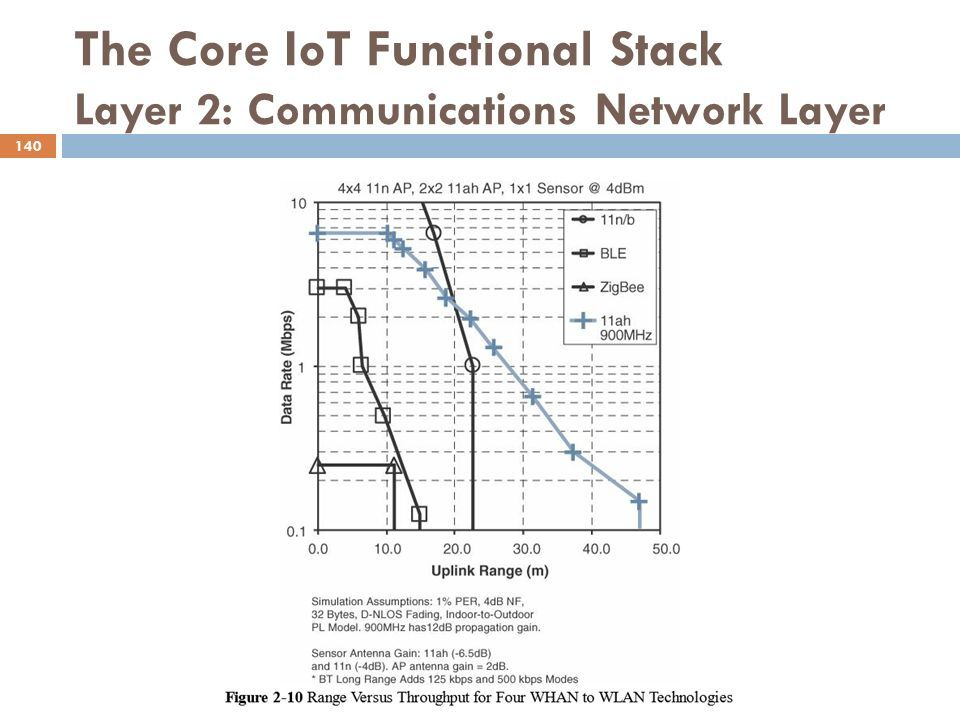 The Core IoT Functional Stack
Layer 2: Communications Network Layer
140
4x4 11n AP, 2x2 11ah AP, 1x1 Sensor @ 4dBm
10
1
0.1
Data Rate (Mbps)
11n/b
BLE
ZigBee
11ah
900MHz
0.0 10.0 20.0 30.0 40.0 50.0
Uplink Range (m)
Simulation Assumptions: 1% PER, 4dB NF,
32 Bytes, D-NLOS Fading, Indoor-to-Outdoor
PL Model. 900MHz has12dB propagation gain.
Sensor Antenna Gain: 11ah (-6.5dB)
and 11n (-4dB). AP antenna gain = 2dB.
* BT Long Range Adds 125 kbps and 500 kbps Modes
Figure 2-10 Range Versus Throughput for Four WHAN to WLAN Technologies